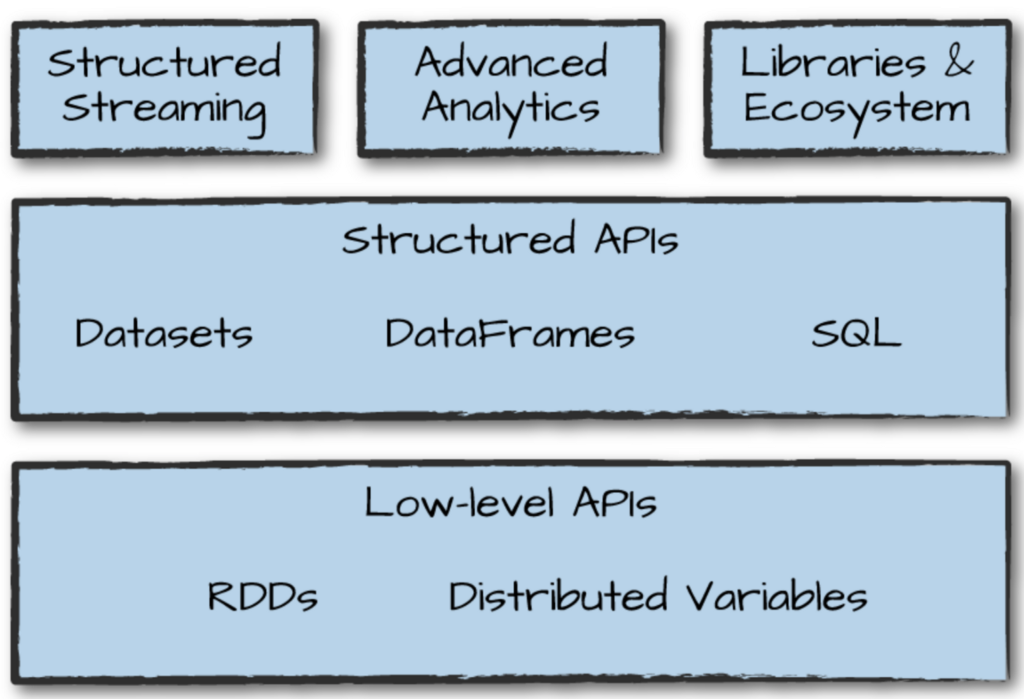 Structured
Streaming
Advanced
Analytics
Libraries &
Ecosystem
Structured APIs
Datasets DataFrames SQL
Low-level APIs
RDDs Distributed Variables